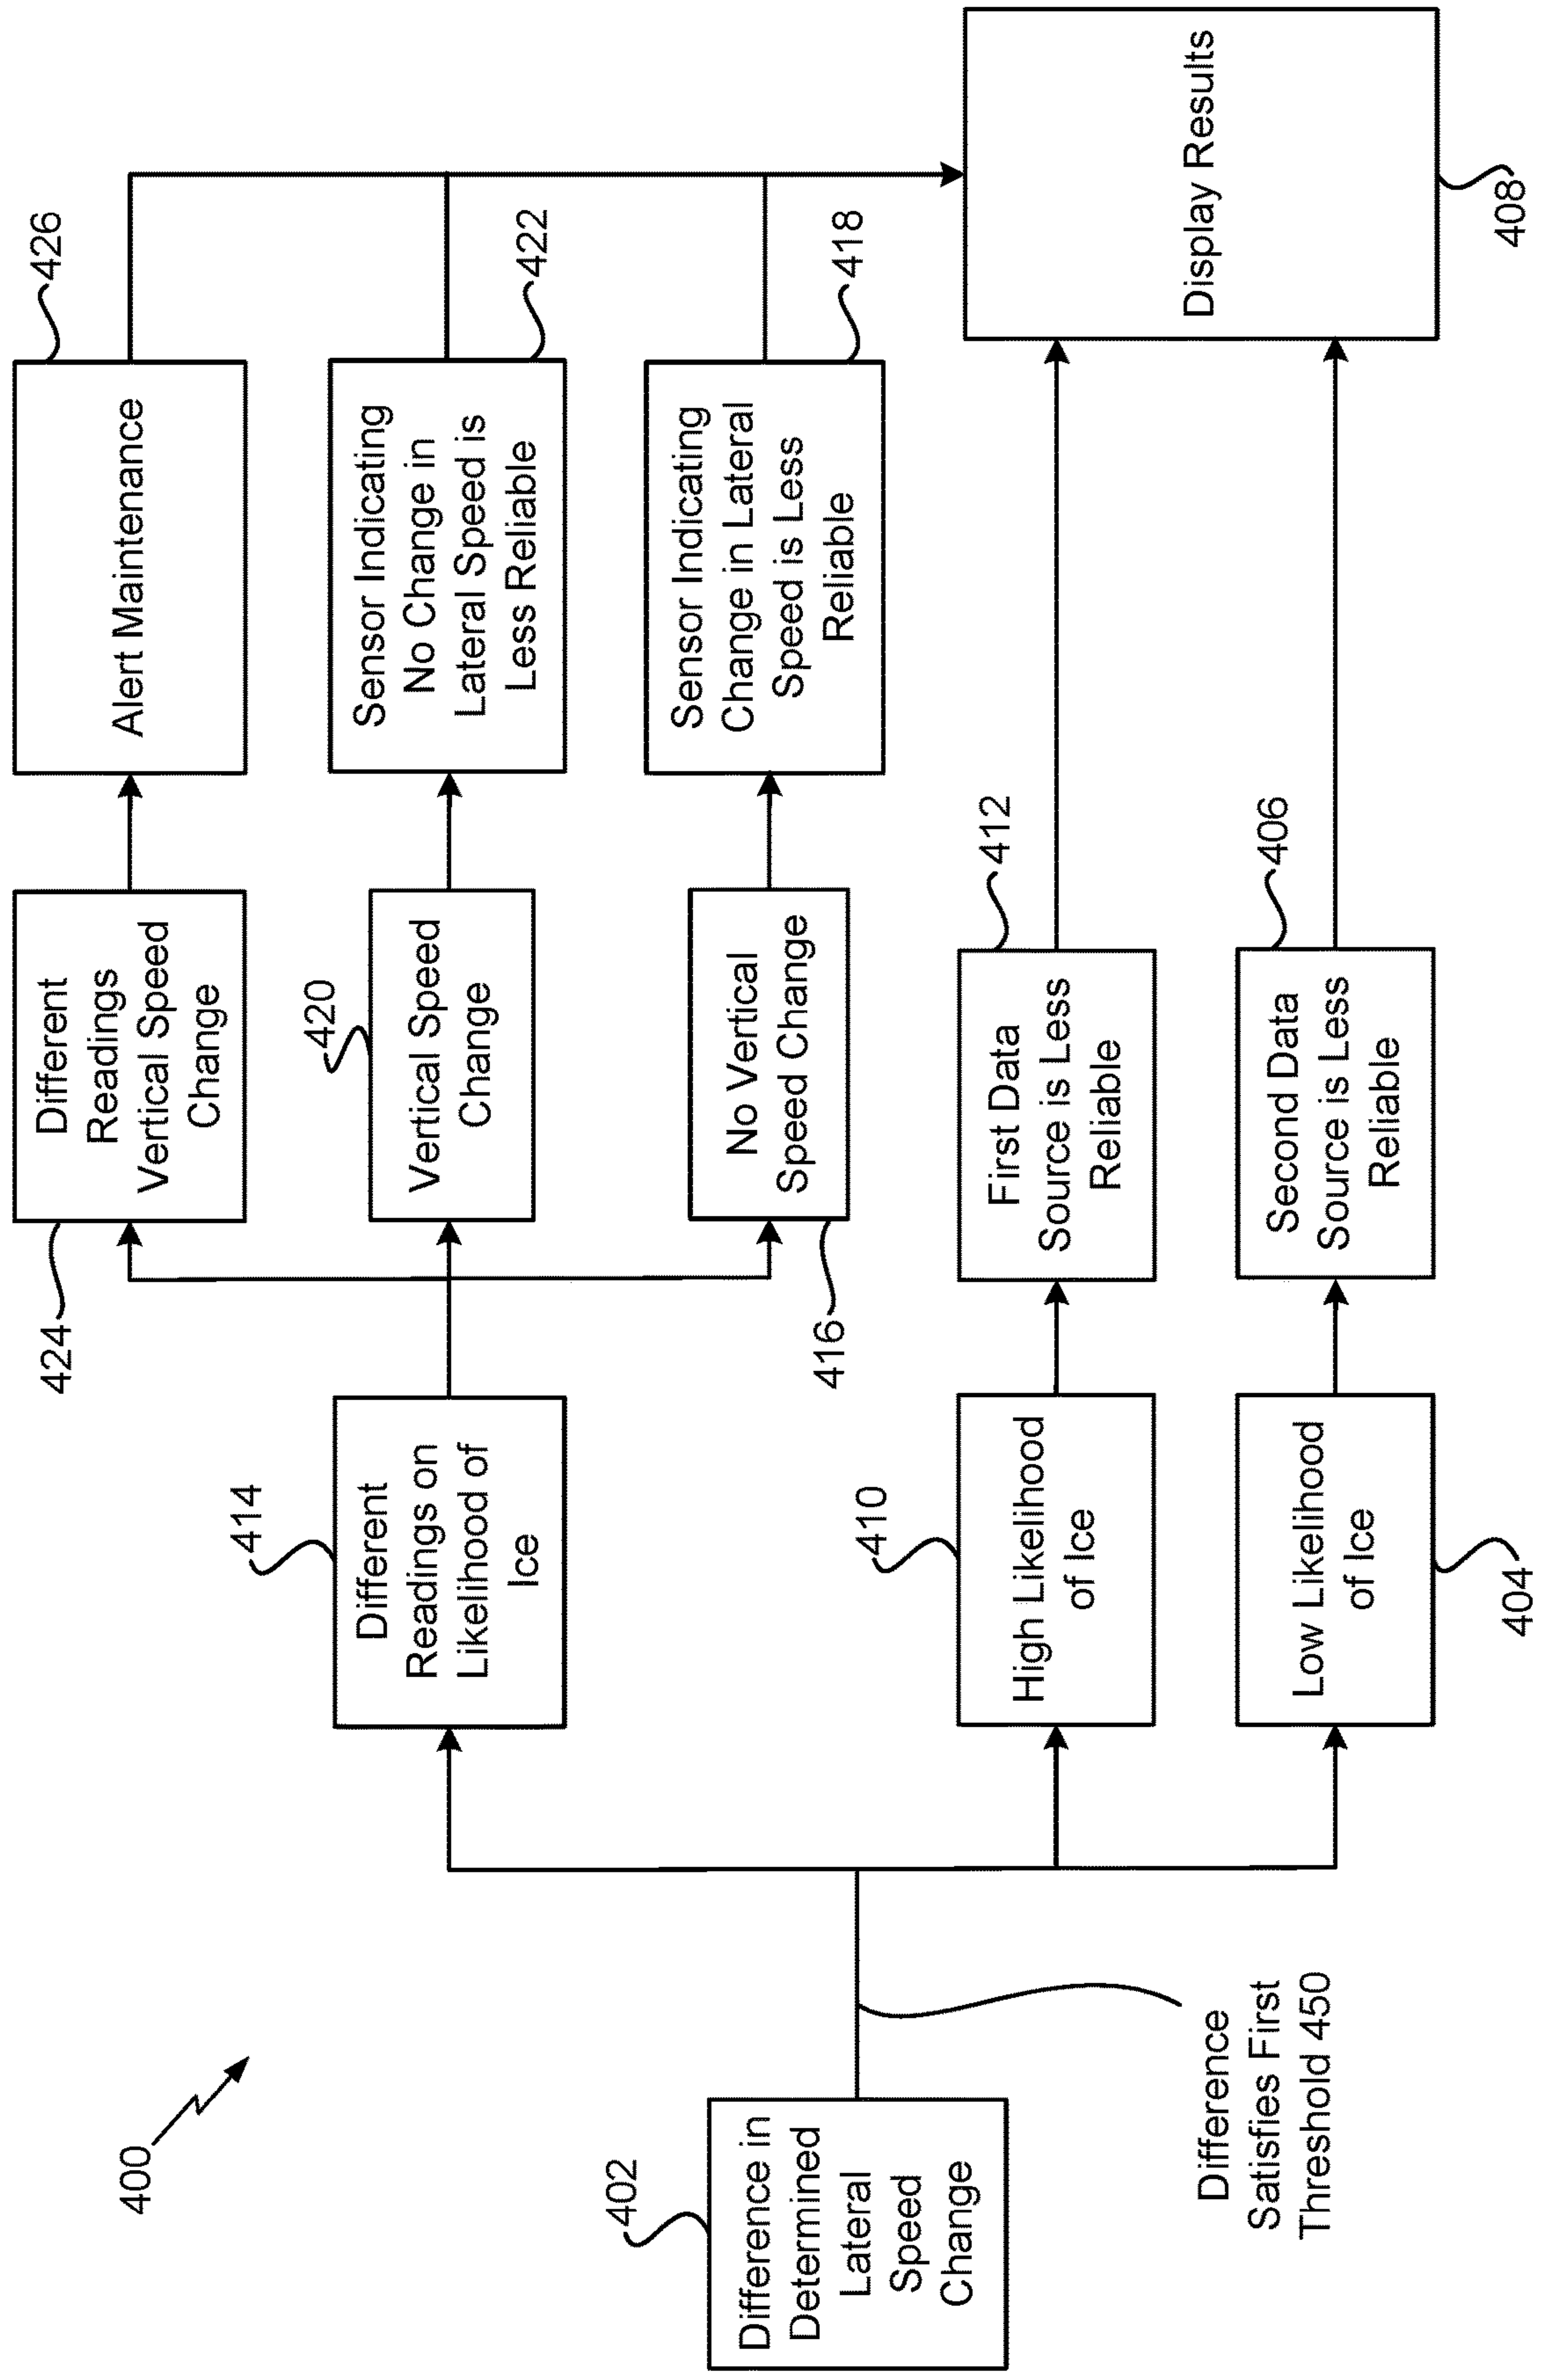 400
402
Difference in
Determined
Lateral
Speed
Change
Difference
Satisfies First
Threshold 450
414
Different
Readings on
Likelihood of
Ice
410
High Likelihood
of Ice
Low Likelihood
of Ice
404
424
Different
Readings
Vertical Speed
Change
420
Vertical Speed
Change
416
No Vertical
Speed Change
412
First Data
Source is Less
Reliable
406
Second Data
Source is Less
Reliable
426
Alert Maintenance
422
Sensor Indicating
No Change in
Lateral Speed is
Less Reliable
418
Sensor Indicating
Change in Lateral
Speed is Less
Reliable
Display Results
408